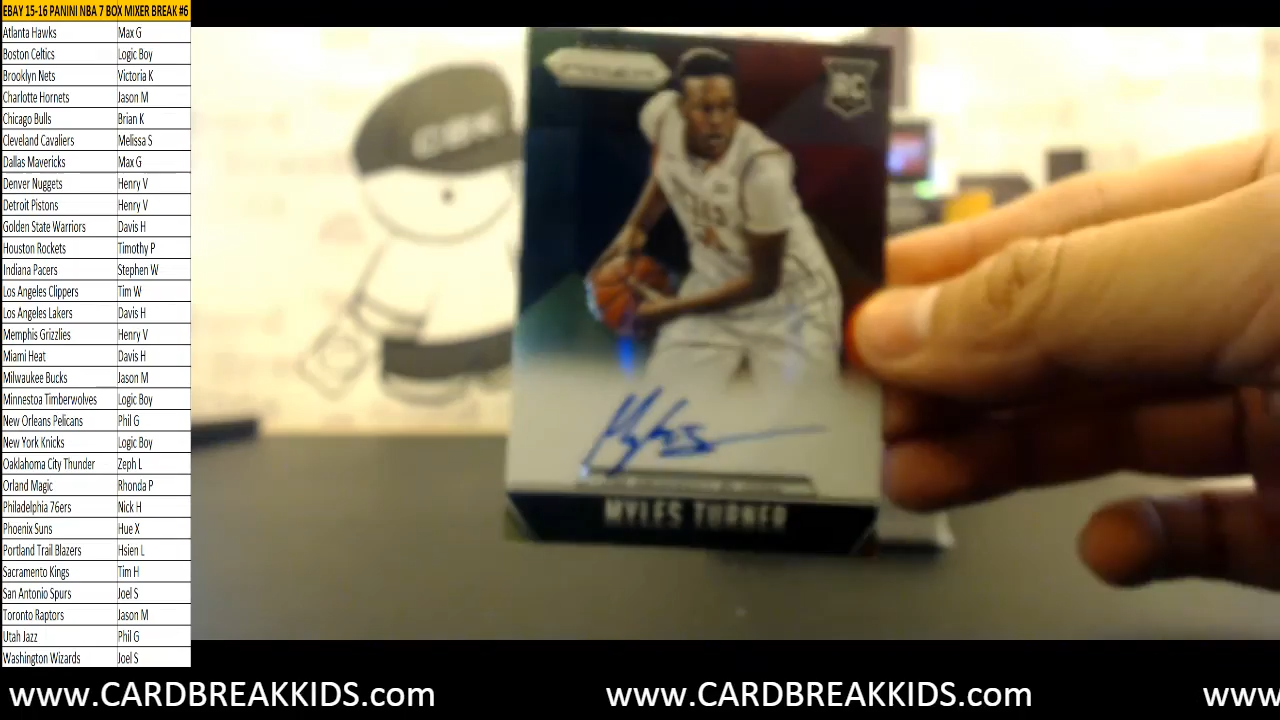 EBAY 15-16 PANINI NBA 7 BOX MIXER BREAK #6
Atlanta Hawks Max G
Boston Celtics Logic Boy
Brooklyn Nets Victoria K
Charlotte Hornets Jason M
Chicago Bulls Brian K
Cleveland Cavaliers Melissa S
Dallas Mavericks Max G
Denver Nuggets Henry V
Detroit Pistons Henry V
Golden State Warriors Davis H
Houston Rockets Timothy P
Indiana Pacers Stephen W
Los Angeles Clippers Tim W
Los Angeles Lakers Davis H
Memphis Grizzlies Henry V
Miami Heat Davis H
Milwaukee Bucks Jason M
Minnestoa Timberwolves Logic Boy
New Orleans Pelicans Phil G
New York Knicks Logic Boy
Oaklahoma City Thunder Zeph L
Orland Magic Rhonda P
Philadelphia 76ers Nick H
Phoenix Suns Hue X
Portland Trail Blazers Hsien L
Sacramento Kings Tim H
San Antonio Spurs Joel S
Toronto Raptors Jason M
Utah Jazz Phil G
Washington Wizards Joel S
RC
Myles
MYLES TURNER
www.CARDBREAKKIDS.com www.CARDBREAKKIDS.com www